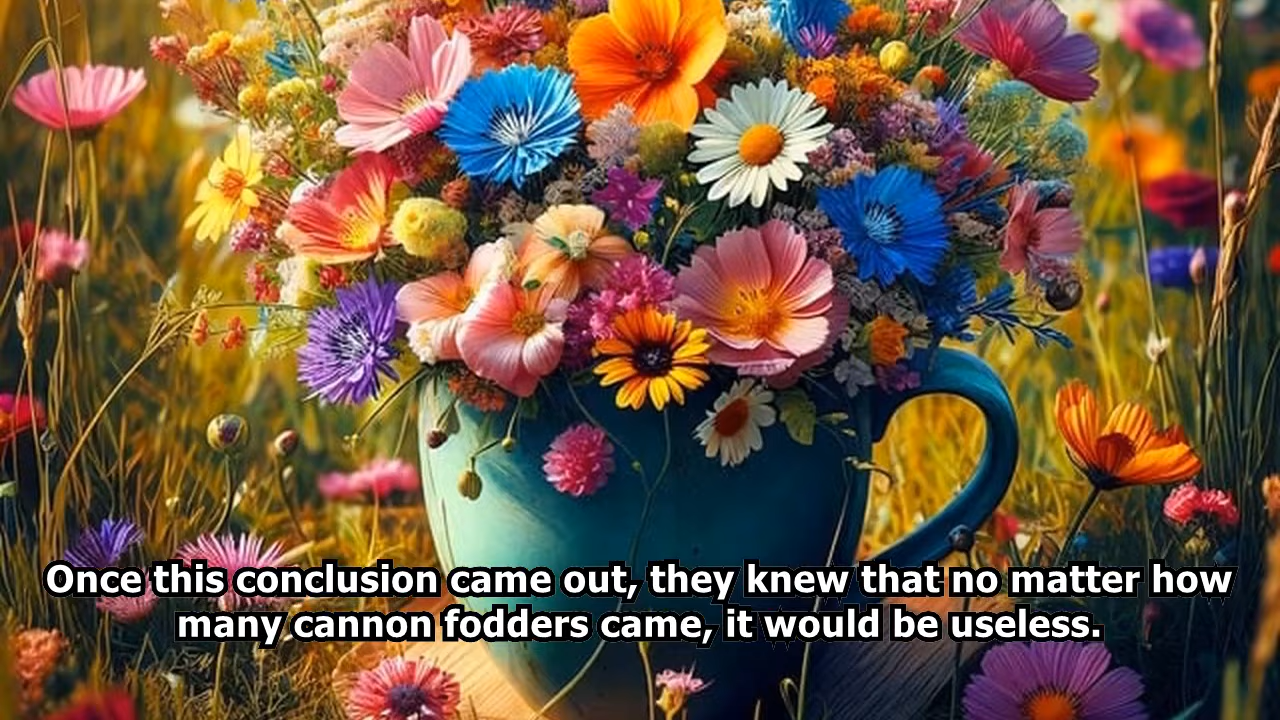 Once this conclusion came out, they knew that no matter how
many cannon fodders came, it would be useless.